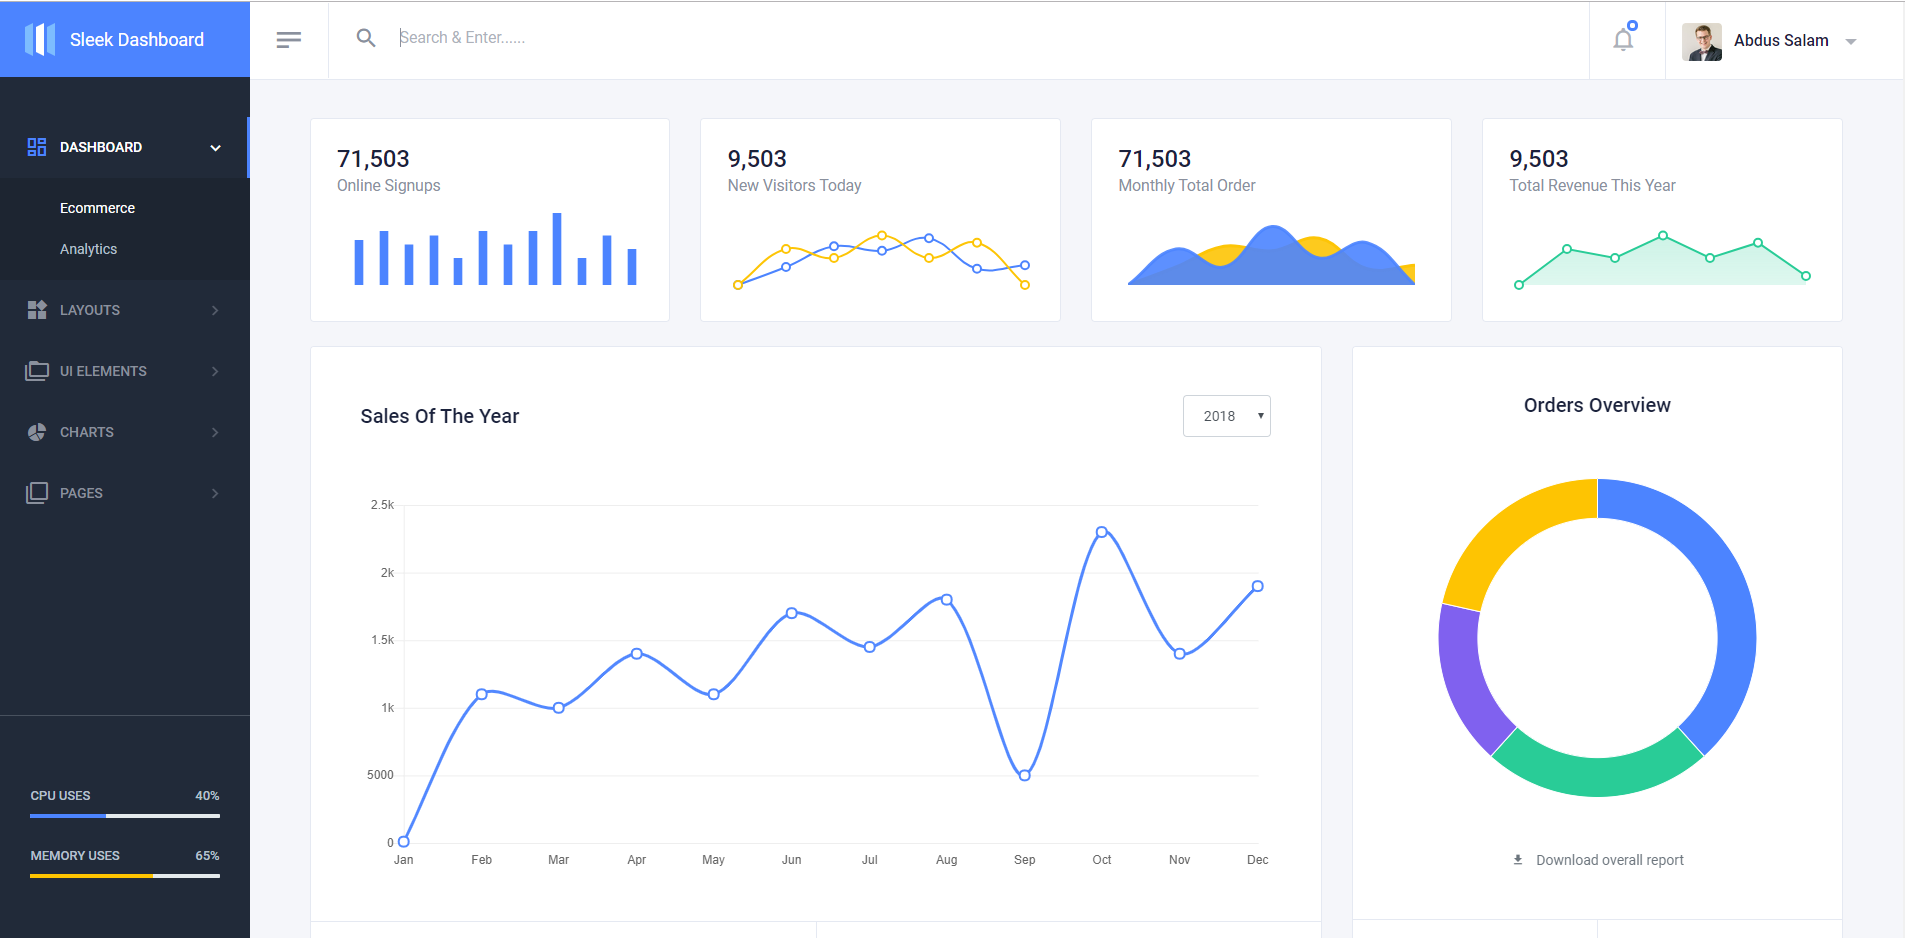 Sleek Dashboard
Search & Enter......
Abdus Salam
DASHBOARD
Ecommerce
Analytics
LAYOUTS
UI ELEMENTS
CHARTS
PAGES
CPU USES 40%
MEMORY USES 65%
71,503
Online Signups
9,503
New Visitors Today
71,503
Monthly Total Order
9,503
Total Revenue This Year
Sales Of The Year
2018
2.5k
2k
1.5k
1k
5000
0
Jan Feb Mar Apr May Jun Jul Aug Sep Oct Nov Dec
Orders Overview
Download overall report